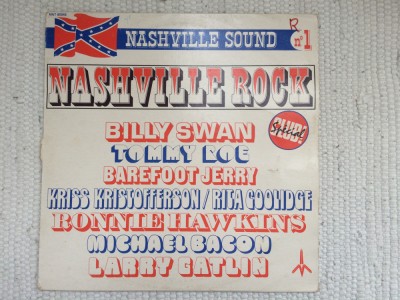 NASHVILLE SOUND
R
n°1
NASHVILLE ROCK
Special
BILLY SWAN
TOMMY ROE
BAREFOOT JERRY
KRISS KRISTOFFERSON/RITA COOLIDGE
RONNIE HAWKINS
MICHAEL BACON
LARRY GATLIN